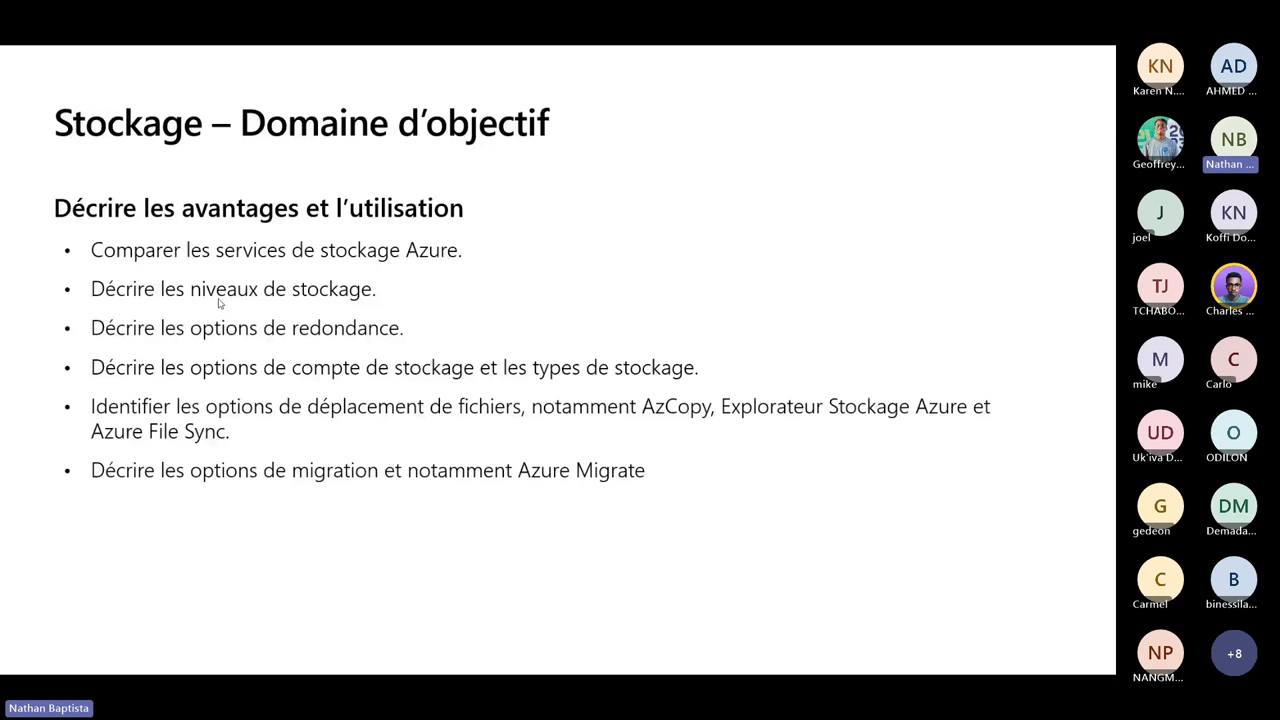 Stockage – Domaine d’objectif
Décrire les avantages et l’utilisation
• Comparer les services de stockage Azure.
• Décrire les niveaux de stockage.
• Décrire les options de redondance.
• Décrire les options de compte de stockage et les types de stockage.
• Identifier les options de déplacement de fichiers, notamment AzCopy, Explorateur Stockage Azure et
Azure File Sync.
• Décrire les options de migration et notamment Azure Migrate
KN AD
Karen N.... AHMED ...
NB
Geoffrey... Nathan ...
J KN
joel Koffi Do...
TJ
TCHABO... Charles ...
M C
mike Carlo
UD O
Uk'iva D... ODILON
G DM
gedeon Demada...
C B
Carmel binessila...
NP +8
NANGM...
Nathan Baptista